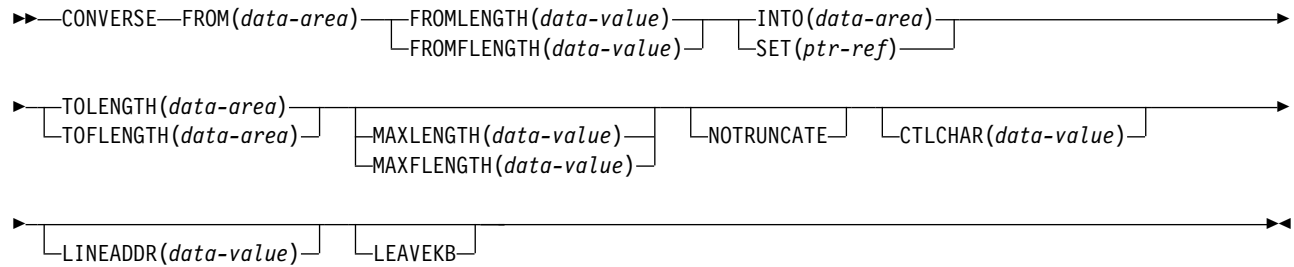 CONVERSE FROM(data-area) FROMLENGTH(data-value) INTO(data-area)
FROMFLENGTH(data-value) SET(ptr-ref)
TOLENGTH(data-area)
TOFLENGTH(data-area) MAXLENGTH(data-value) NOTRUNCATE CTLCHAR(data-value)
MAXFLENGTH(data-value)
LINEADDR(data-value) LEAVEKB